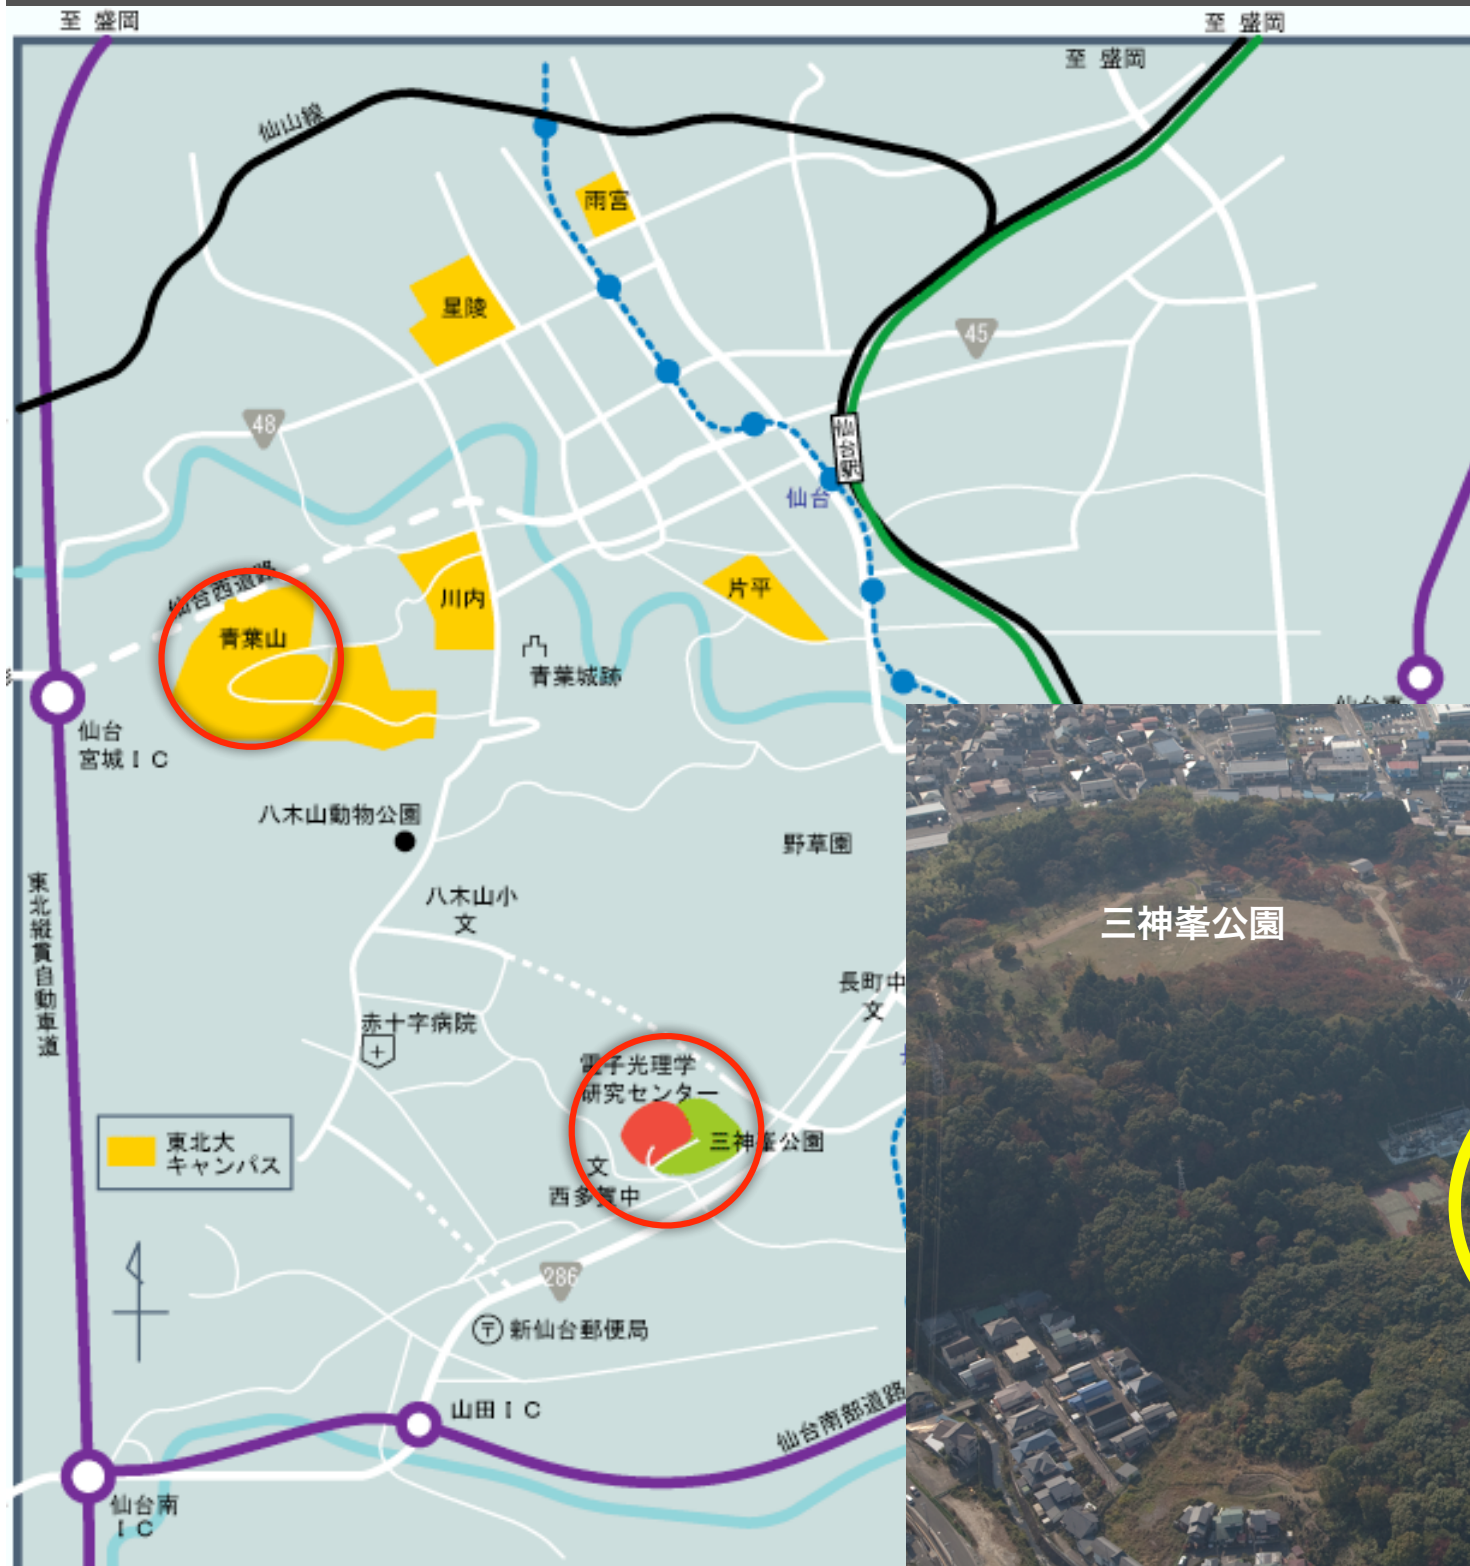 至 盛岡
至 盛岡
至 盛岡
仙山線
雨宮
星陵
45
48
仙台駅
仙台
仙台西道路
川内
片平
青葉山
青葉城跡
仙台
宮城ＩＣ
八木山動物公園
野草園
東北縦貫自動車道
八木山小
文
三神峯公園
長町中
文
赤十字病院
電子光理学
研究センター
東北大
キャンパス
三神峯公園
文
西多賀中
286
〒新仙台郵便局
山田ＩＣ
仙台南部道路
仙台南
ＩＣ